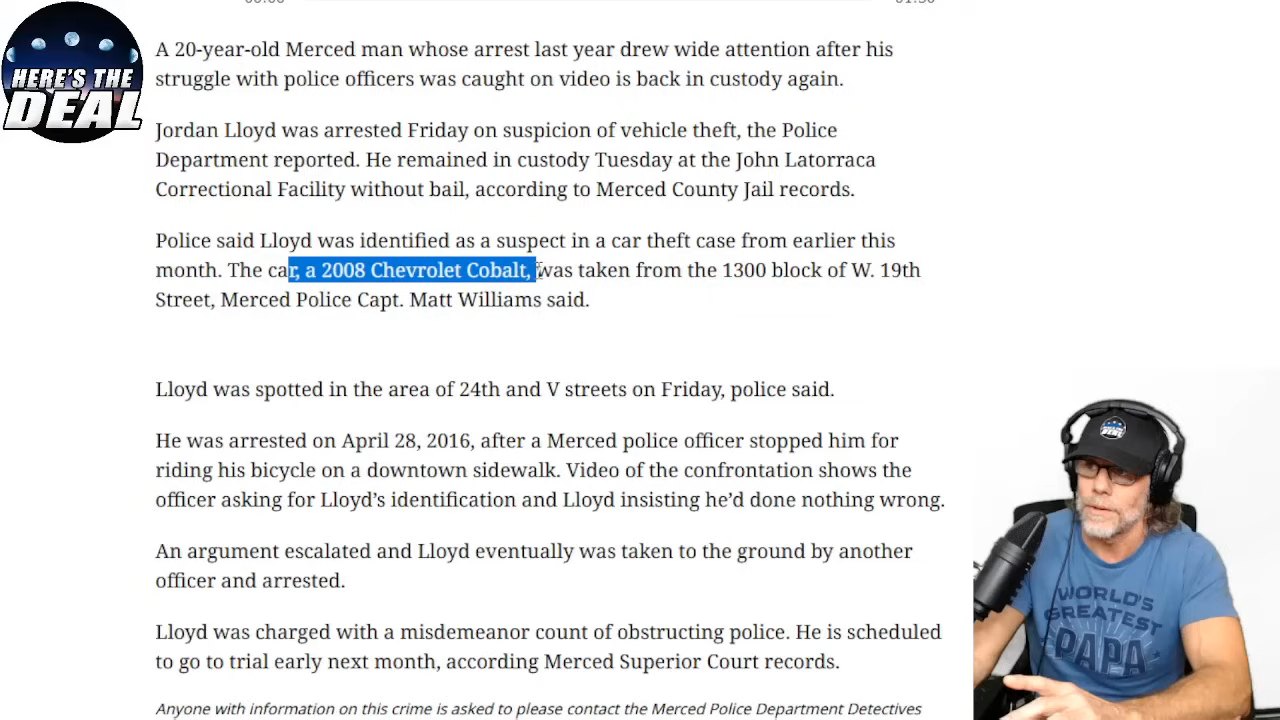 00:00 01:50
HERE'S THE
DEAL
A 20-year-old Merced man whose arrest last year drew wide attention after his
struggle with police officers was caught on video is back in custody again.
Jordan Lloyd was arrested Friday on suspicion of vehicle theft, the Police
Department reported. He remained in custody Tuesday at the John Latorraca
Correctional Facility without bail, according to Merced County Jail records.
Police said Lloyd was identified as a suspect in a car theft case from earlier this
month. The car, a 2008 Chevrolet Cobalt, was taken from the 1300 block of W. 19th
Street, Merced Police Capt. Matt Williams said.
Lloyd was spotted in the area of 24th and V streets on Friday, police said.
He was arrested on April 28, 2016, after a Merced police officer stopped him for
riding his bicycle on a downtown sidewalk. Video of the confrontation shows the
officer asking for Lloyd's identification and Lloyd insisting he'd done nothing wrong.
An argument escalated and Lloyd eventually was taken to the ground by another
officer and arrested.
Lloyd was charged with a misdemeanor count of obstructing police. He is scheduled
to go to trial early next month, according Merced Superior Court records.
Anyone with information on this crime is asked to please contact the Merced Police Department Detectives
DEAL
WORLD'S
GREATEST
PAPA